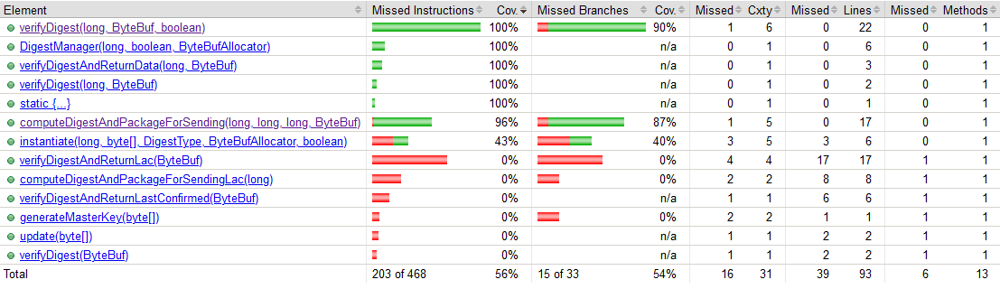 Element Missed Instructions Cov. Missed Branches Cov. Missed Cxty Missed Lines Missed Methods
verifyDigest(long, ByteBuf, boolean) 100% 90% 1 6 0 22 0 1
DigestManager(long, boolean, ByteBufAllocator) 100% n/a 0 1 0 6 0 1
verifyDigestAndReturnData(long, ByteBuf) 100% n/a 0 1 0 3 0 1
verifyDigest(long, ByteBuf) 100% n/a 0 1 0 2 0 1
static {...} 100% n/a 0 1 0 1 0 1
computeDigestAndPackageForSending(long, long, long, ByteBuf) 96% 87% 1 5 0 17 0 1
instantiate(long, byte[], DigestType, ByteBufAllocator, boolean) 43% 40% 3 5 3 6 0 1
verifyDigestAndReturnLac(ByteBuf) 0% 0% 4 4 17 17 1 1
computeDigestAndPackageForSendingLac(long) 0% 0% 2 2 8 8 1 1
verifyDigestAndReturnLastConfirmed(ByteBuf) 0% n/a 1 1 6 6 1 1
generateMasterKey(byte[]) 0% 0% 2 2 1 1 1 1
update(byte[]) 0% n/a 1 1 2 2 1 1
verifyDigest(ByteBuf) 0% n/a 1 1 2 2 1 1
Total 203 of 468 56% 15 of 33 54% 16 31 39 93 6 13